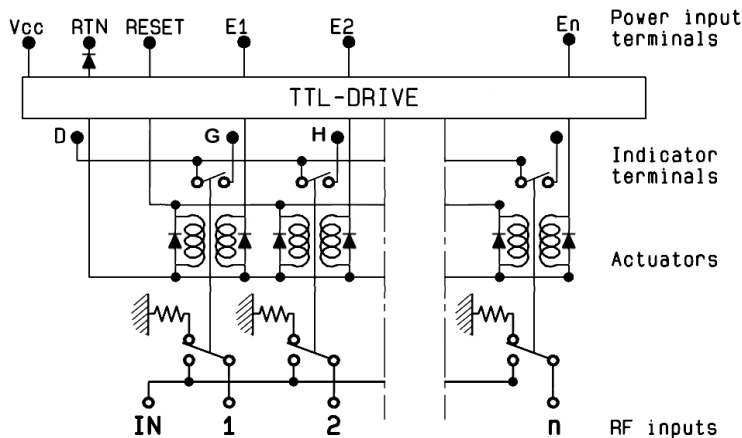 Vcc RTN RESET E1 E2 En Power input
terminals
TTL-DRIVE
D G H Indicator
terminals
Actuators
IN 1 2 n RF inputs